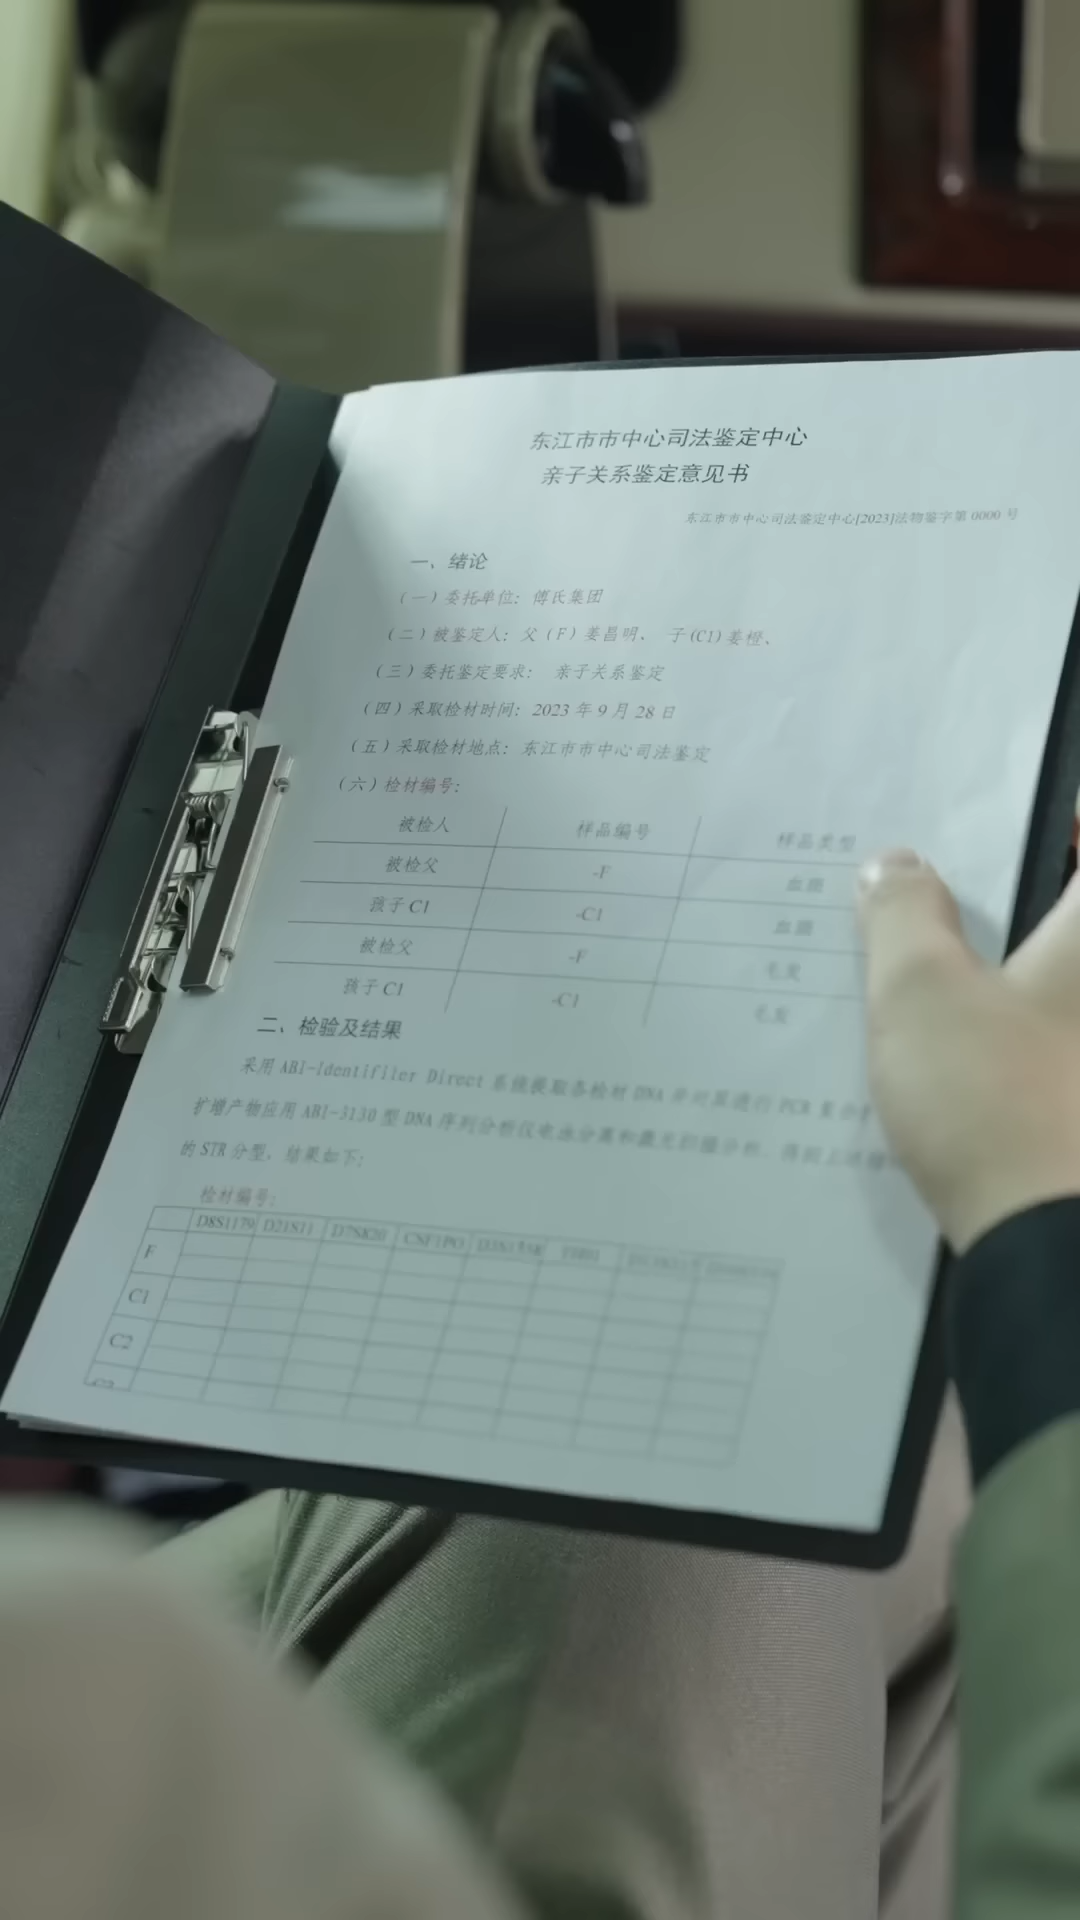 东江市市中心司法鉴定中心
亲子关系鉴定意见书
东江市市中心司法鉴定中心[2023]法物鉴字第 0000 号
一、绪论
（一）委托单位：傅氏集团
（二）被鉴定人：父（F）姜昌明、 子(C1)姜橙、
（三）委托鉴定要求： 亲子关系鉴定
（四）采取检材时间：2023 年 9 月 28 日
（五）采取检材地点：东江市市中心司法鉴定
（六）检材编号：
被检人 样品编号 样品类型
被检父 -F 血
孩子 C1 -C1 血
被检父 -F 毛发
孩子 C1 -C1 毛发
二、检验及结果
采用 ABI-Identifiler Direct 系统提取各检材 DNA 并对其进行 PCR 复合
扩增产物应用 ABI-3130 型 DNA 序列分析仪电泳分离和激光扫描分析，得到
的 STR 分型，结果如下：
检材编号：
D8S1179 D21S11 D7S820 CSF1PO D3S1358
F
C1
C2